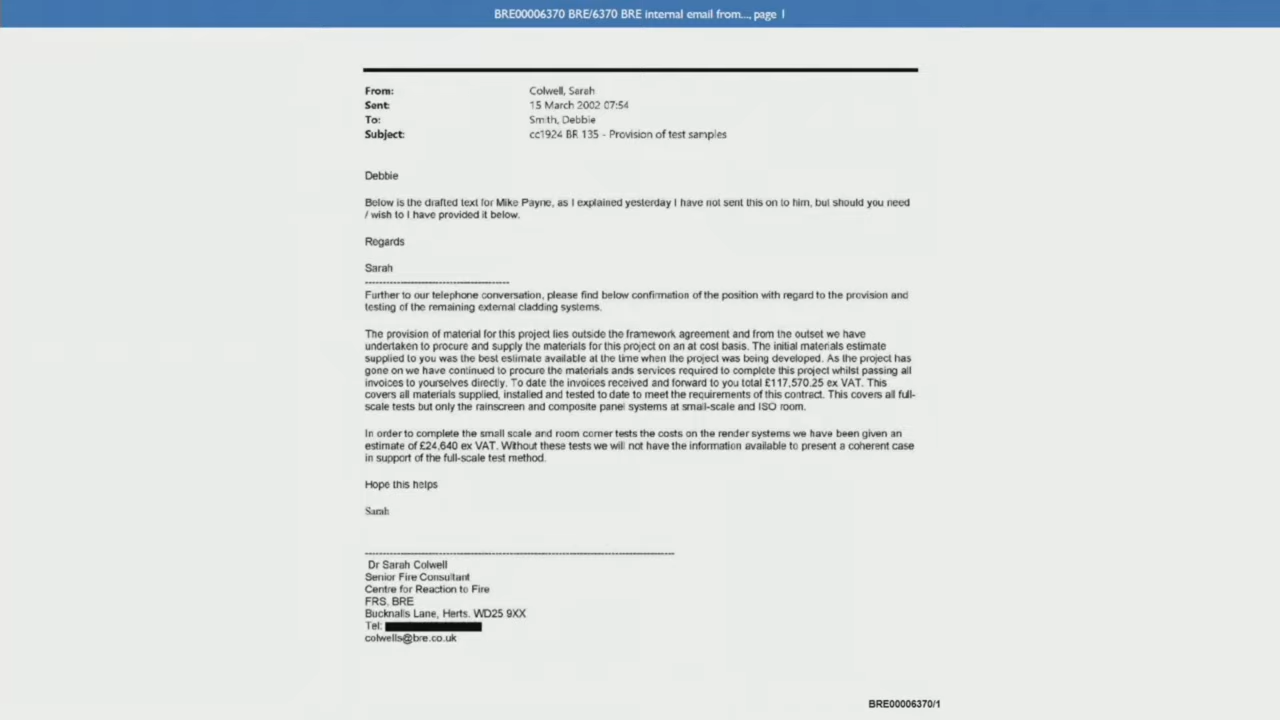 BRE00006370 BRE/6370 BRE internal email from..., page 1
From: Colwell, Sarah
Sent: 15 March 2002 07:54
To: Smith, Debbie
Subject: cc1924 BR 135 - Provision of test samples
Debbie
Below is the drafted text for Mike Payne, as I explained yesterday I have not sent this on to him, but should you need
/ wish to I have provided it below.
Regards
Sarah
----------------------------------------
Further to our telephone conversation, please find below confirmation of the position with regard to the provision and
testing of the remaining external cladding systems.
The provision of material for this project lies outside the framework agreement and from the outset we have
undertaken to procure and supply the materials for this project on an at cost basis. The initial materials estimate
supplied to you was the best estimate available at the time when the project was being developed. As the project has
gone on we have continued to procure the materials ands services required to complete this project whilst passing all
invoices to yourselves directly. To date the invoices received and forward to you total £117,570.25 ex VAT. This
covers all materials supplied, installed and tested to date to meet the requirements of this contract. This covers all full-
scale tests but only the rainscreen and composite panel systems at small-scale and ISO room.
In order to complete the small scale and room corner tests the costs on the render systems we have been given an
estimate of £24,640 ex VAT. Without these tests we will not have the information available to present a coherent case
in support of the full-scale test method.
Hope this helps
Sarah
--------------------------------------------------------------------------------------
Dr Sarah Colwell
Senior Fire Consultant
Centre for Reaction to Fire
FRS. BRE
Bucknalls Lane, Herts. WD25 9XX
Tel:
colwells@bre.co.uk
BRE00006370/1